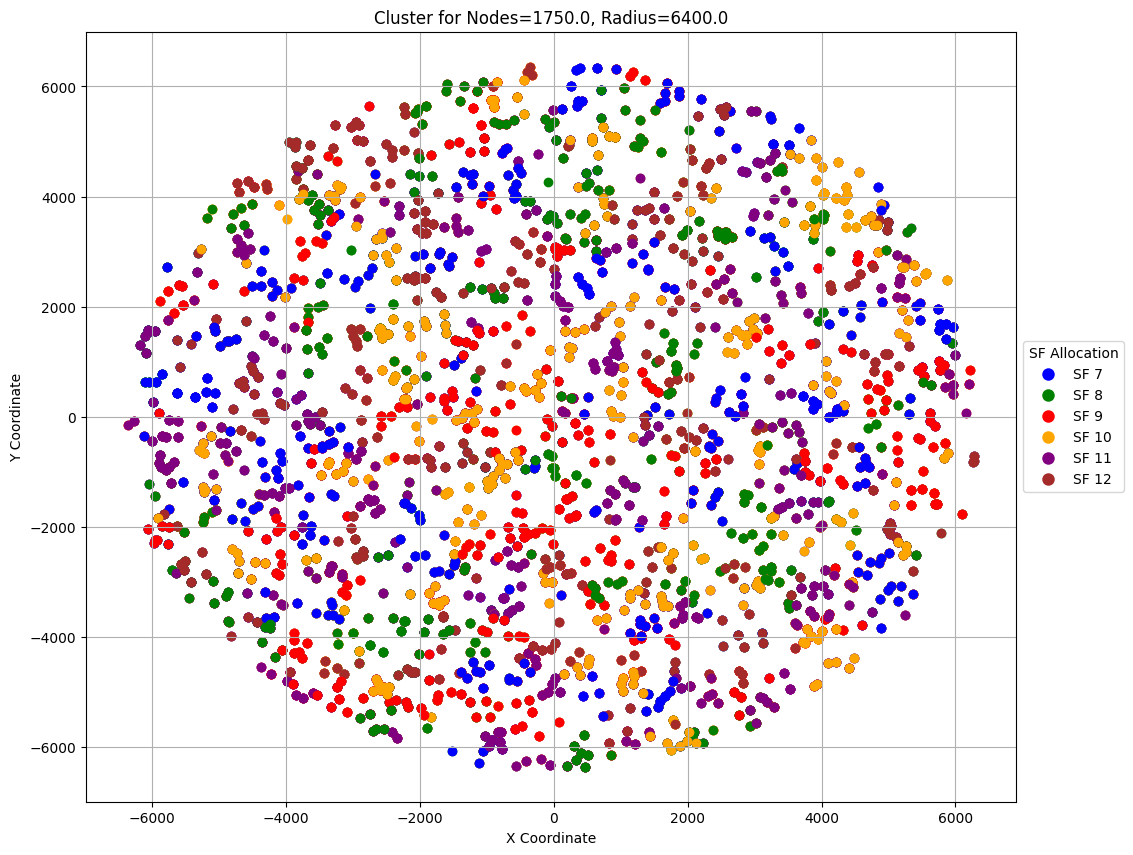 Cluster for Nodes=1750.0, Radius=6400.0
Y Coordinate
6000
4000
2000
0
−2000
−4000
−6000
−6000
−4000
−2000
0
2000
4000
6000
X Coordinate
SF Allocation
SF 7
SF 8
SF 9
SF 10
SF 11
SF 12